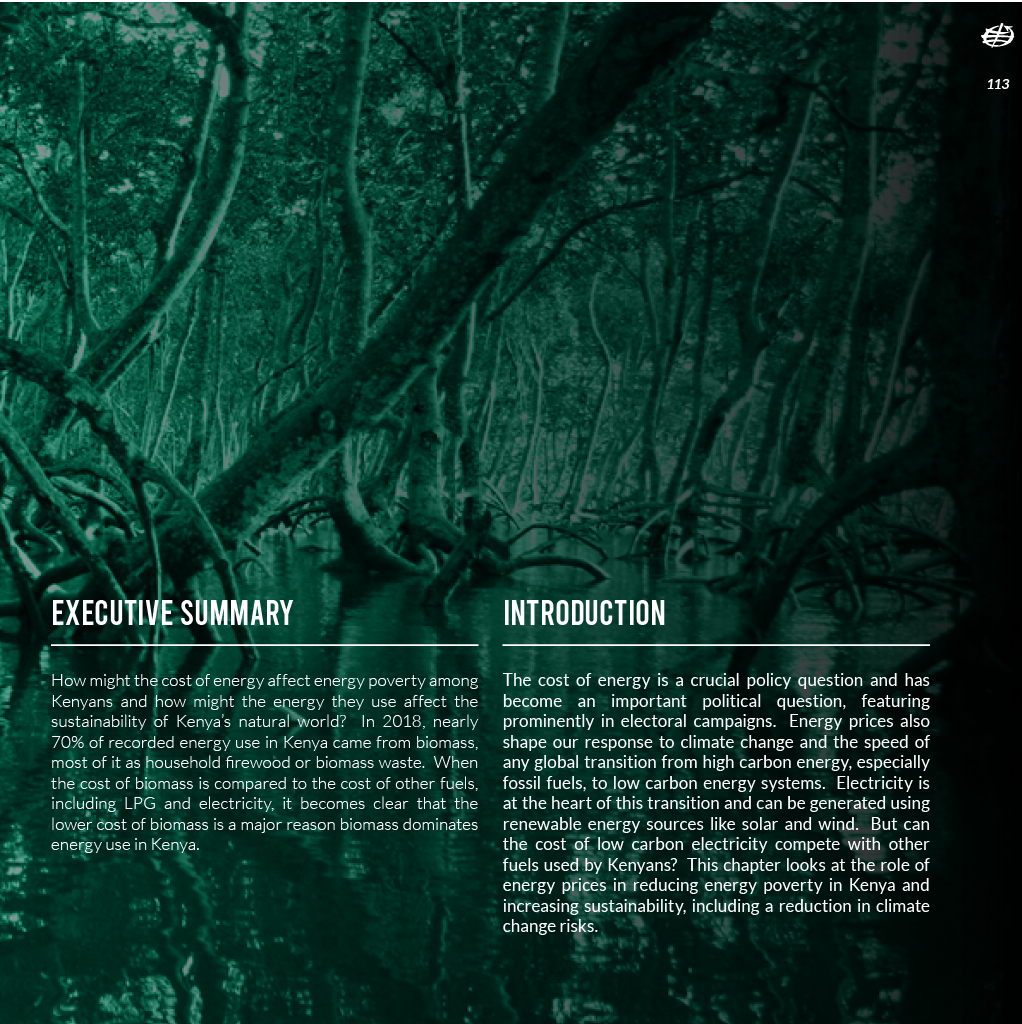 113
EXECUTIVE SUMMARY
How might the cost of energy affect energy poverty among
Kenyans and how might the energy they use affect the
sustainability of Kenya's natural world? In 2018, nearly
70% of recorded energy use in Kenya came from biomass,
most of it as household firewood or biomass waste. When
the cost of biomass is compared to the cost of other fuels,
including LPG and electricity, it becomes clear that the
lower cost of biomass is a major reason biomass dominates
energy use in Kenya.
INTRODUCTION
The cost of energy is a crucial policy question and has
become an important political question, featuring
prominently in electoral campaigns. Energy prices also
shape our response to climate change and the speed of
any global transition from high carbon energy, especially
fossil fuels, to low carbon energy systems. Electricity is
at the heart of this transition and can be generated using
renewable energy sources like solar and wind. But can
the cost of low carbon electricity compete with other
fuels used by Kenyans? This chapter looks at the role of
energy prices in reducing energy poverty in Kenya and
increasing sustainability, including a reduction in climate
change risks.